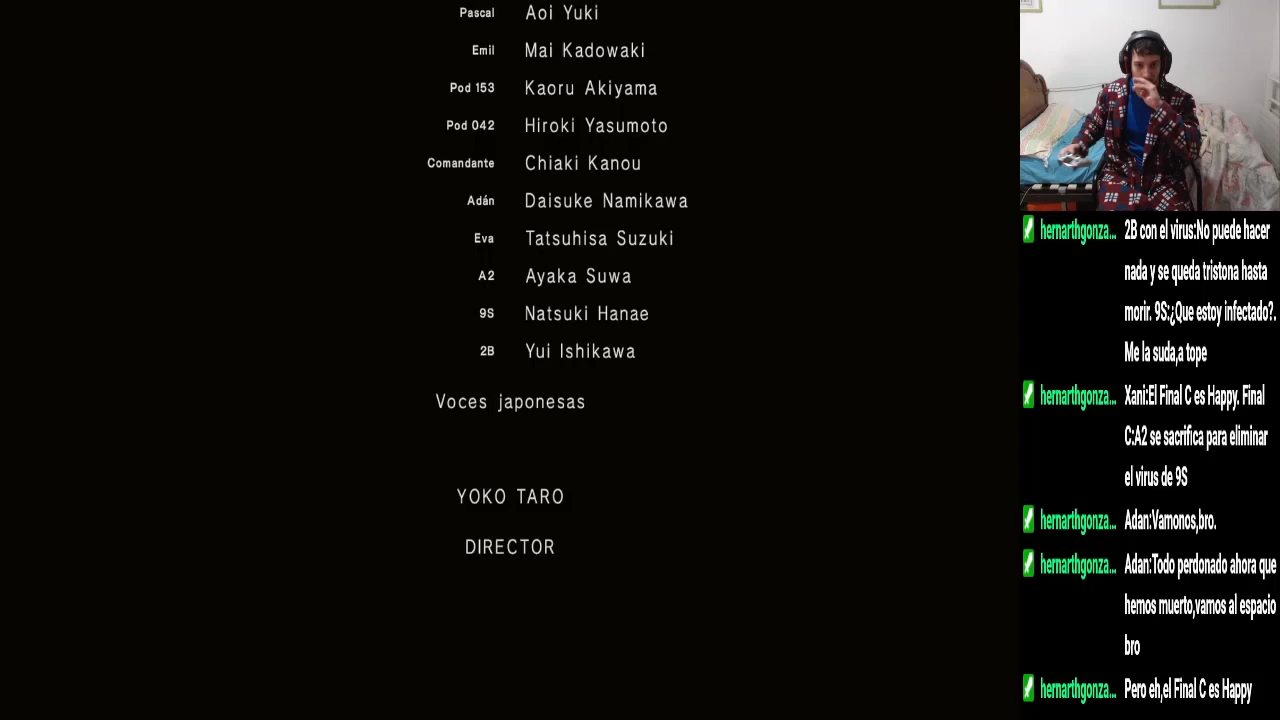 Pascal Aoi Yuki
Emil Mai Kadowaki
Pod 153 Kaoru Akiyama
Pod 042 Hiroki Yasumoto
Comandante Chiaki Kanou
Adán Daisuke Namikawa
Eva Tatsuhisa Suzuki
A2 Ayaka Suwa
9S Natsuki Hanae
2B Yui Ishikawa
Voces japonesas
YOKO TARO
DIRECTOR
hernarthgonza... 2B con el virus:No puede hacer
nada y se queda tristona hasta
morir. 9S:¿Que estoy infectado?.
Me la suda,a tope
hernarthgonza... Xani:El Final C es Happy. Final
C:A2 se sacrifica para eliminar
el virus de 9S
hernarthgonza... Adan:Vamonos,bro.
hernarthgonza... Adan:Todo perdonado ahora que
hemos muerto,vamos al espacio
bro
hernarthgonza... Pero eh,el Final C es Happy